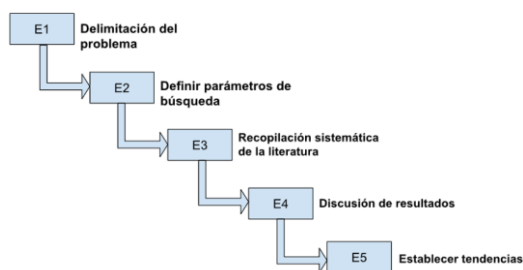 E1
Delimitación del
problema
E2
Definir parámetros de
búsqueda
E3
Recopilación sistemática
de la literatura
E4
Discusión de resultados
E5
Establecer tendencias